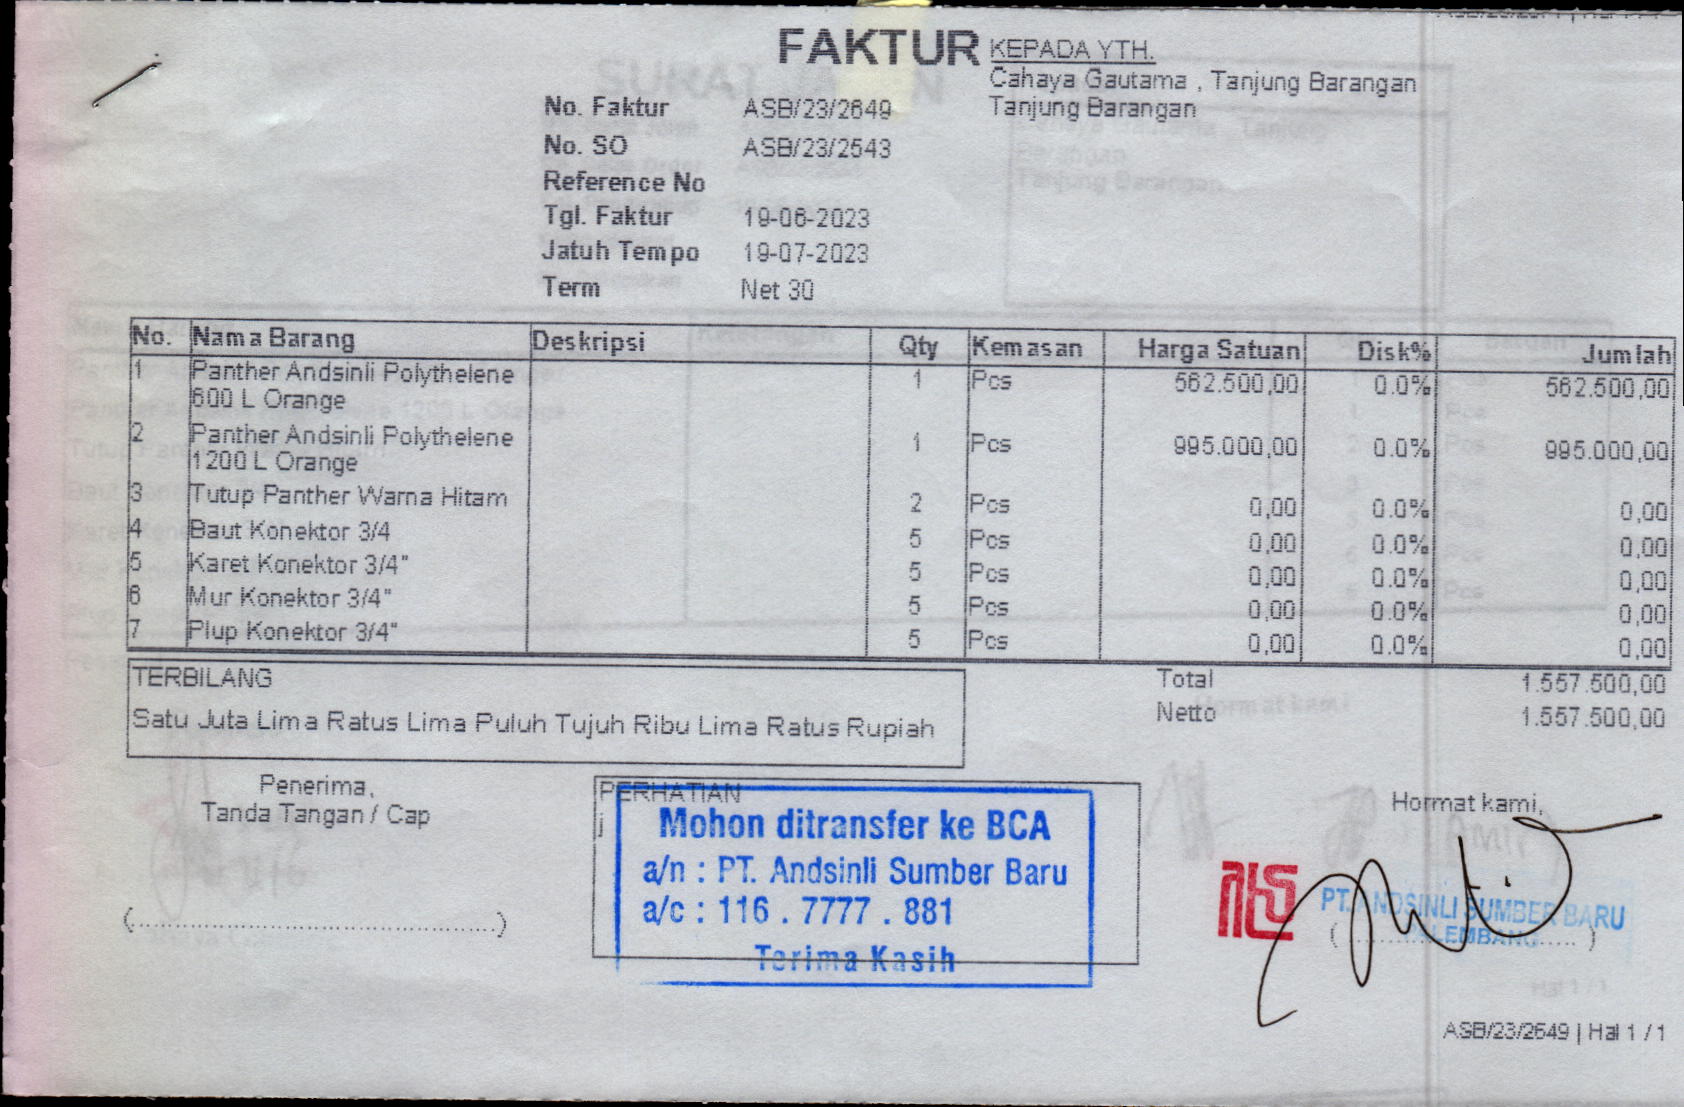 FAKTUR
KEPADA YTH.
Cahaya Gautama , Tanjung Barangan
Tanjung Barangan
No. Faktur ASB/23/2649
No. SO ASB/23/2543
Reference No
Tgl. Faktur 19-06-2023
Jatuh Tempo 19-07-2023
Term Net 30
No. Nama Barang Deskripsi Qty Kemasan Harga Satuan Disk% Jumlah
1 Panther Andsinli Polythelene 1 Pcs 562.500,00 0.0% 562.500,00
600 L Orange
2 Panther Andsinli Polythelene 1 Pcs 995.000,00 0.0% 995.000,00
1200 L Orange
3 Tutup Panther Warna Hitam 2 Pcs 0,00 0.0% 0,00
4 Baut Konektor 3/4 5 Pcs 0,00 0.0% 0,00
5 Karet Konektor 3/4" 5 Pcs 0,00 0.0% 0,00
6 Mur Konektor 3/4" 5 Pcs 0,00 0.0% 0,00
7 Plup Konektor 3/4" 5 Pcs 0,00 0.0% 0,00
TERBILANG
Satu Juta Lima Ratus Lima Puluh Tujuh Ribu Lima Ratus Rupiah
Total 1.557.500,00
Netto 1.557.500,00
Penerima,
Tanda Tangan / Cap
(..................................................)
PERHATIAN
j
Mohon ditransfer ke BCA
a/n : PT. Andsinli Sumber Baru
a/c : 116 . 7777 . 881
Terima Kasih
Hormat kami,
PT. ANDSINLI SUMBER BARU
PALEMBANG
ASB/23/2649 | Hal 1 / 1